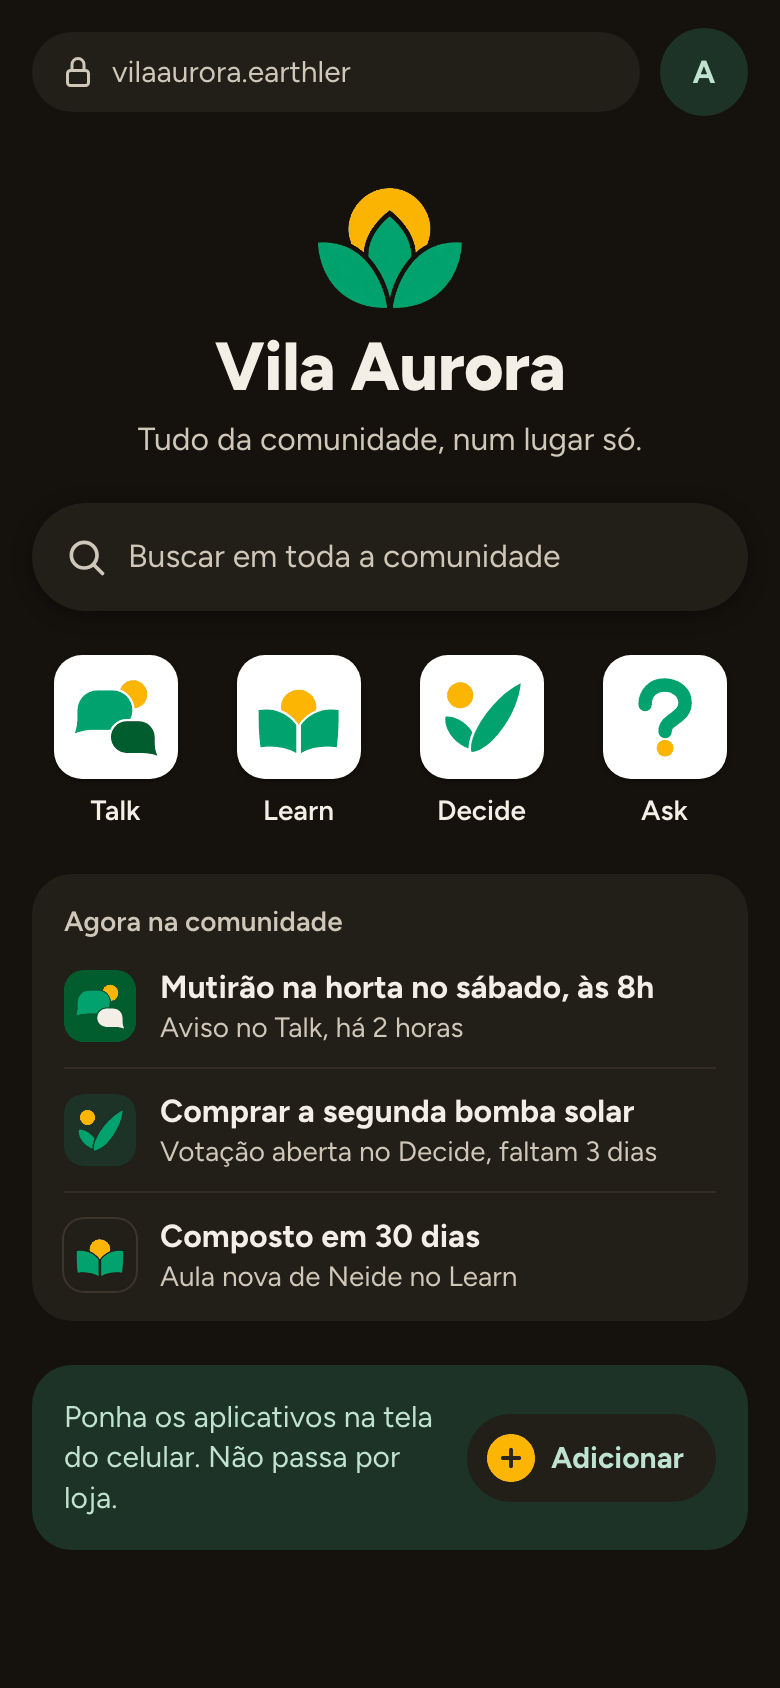 vilaaurora.earthler
A
Vila Aurora
Tudo da comunidade, num lugar só.
Buscar em toda a comunidade
Talk
Learn
Decide
Ask
Agora na comunidade
Mutirão na horta no sábado, às 8h
Aviso no Talk, há 2 horas
Comprar a segunda bomba solar
Votação aberta no Decide, faltam 3 dias
Composto em 30 dias
Aula nova de Neide no Learn
Ponha os aplicativos na tela
do celular. Não passa por
loja.
Adicionar